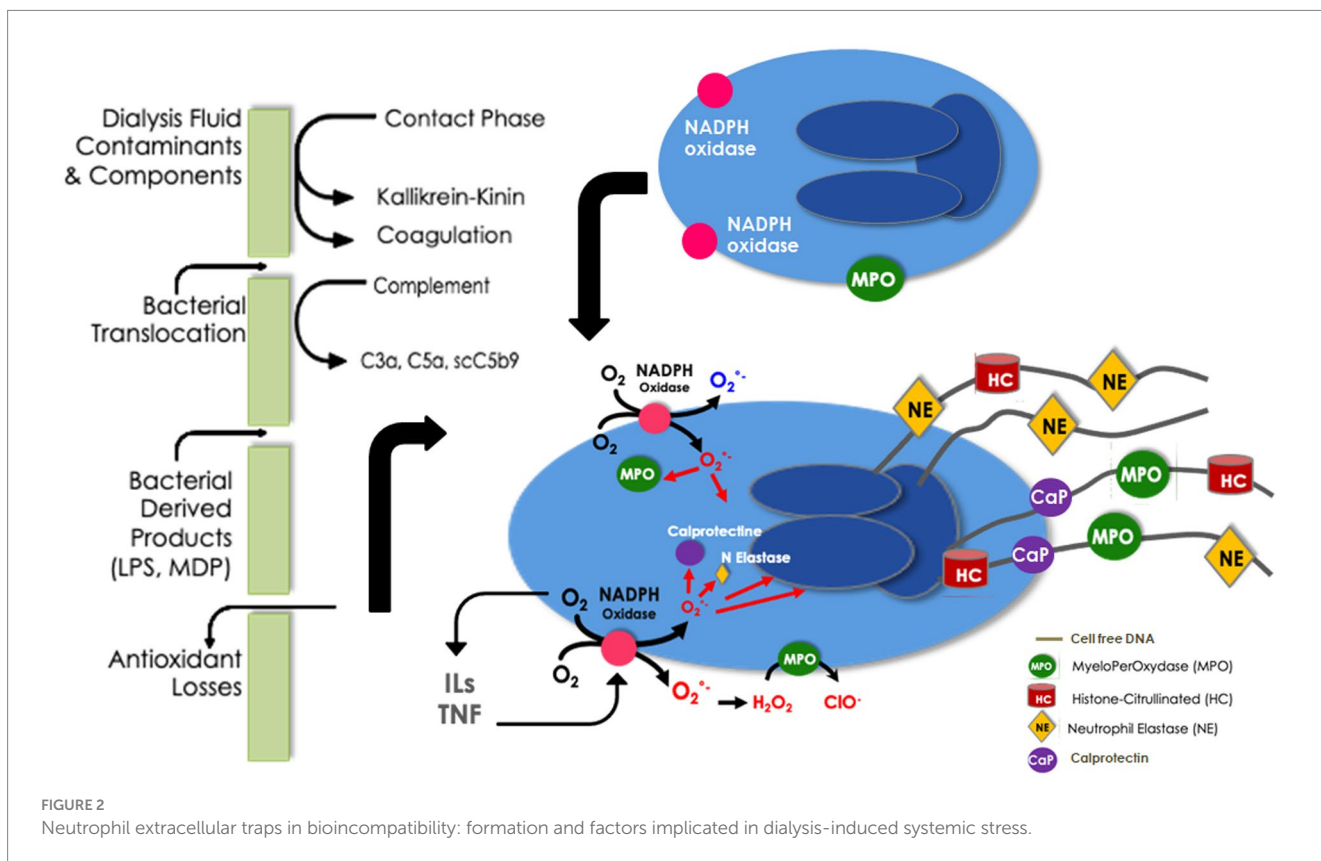 Dialysis Fluid
Contaminants
& Components
Contact Phase
Kallikrein-Kinin
Coagulation
Bacterial
Translocation
Complement
C3a, C5a, scC5b9
Bacterial
Derived
Products
(LPS, MDP)
Antioxidant
Losses
NADPH
oxidase
NADPH
oxidase
MPO
O₂
NADPH
Oxidase
O₂°-
O₂
O₂°-
MPO
Calprotectine
N Elastase
O₂
NADPH
Oxidase
O₂°-
O₂
O₂°-
H₂O₂
MPO
ClO-
ILs
TNF
HC
NE
NE
NE
CaP
MPO
HC
HC
CaP
MPO
NE
Cell free DNA
MPO MyeloPerOxydase (MPO)
HC Histone-Citrullinated (HC)
NE Neutrophil Elastase (NE)
CaP Calprotectin
FIGURE 2
Neutrophil extracellular traps in bioincompatibility: formation and factors implicated in dialysis-induced systemic stress.